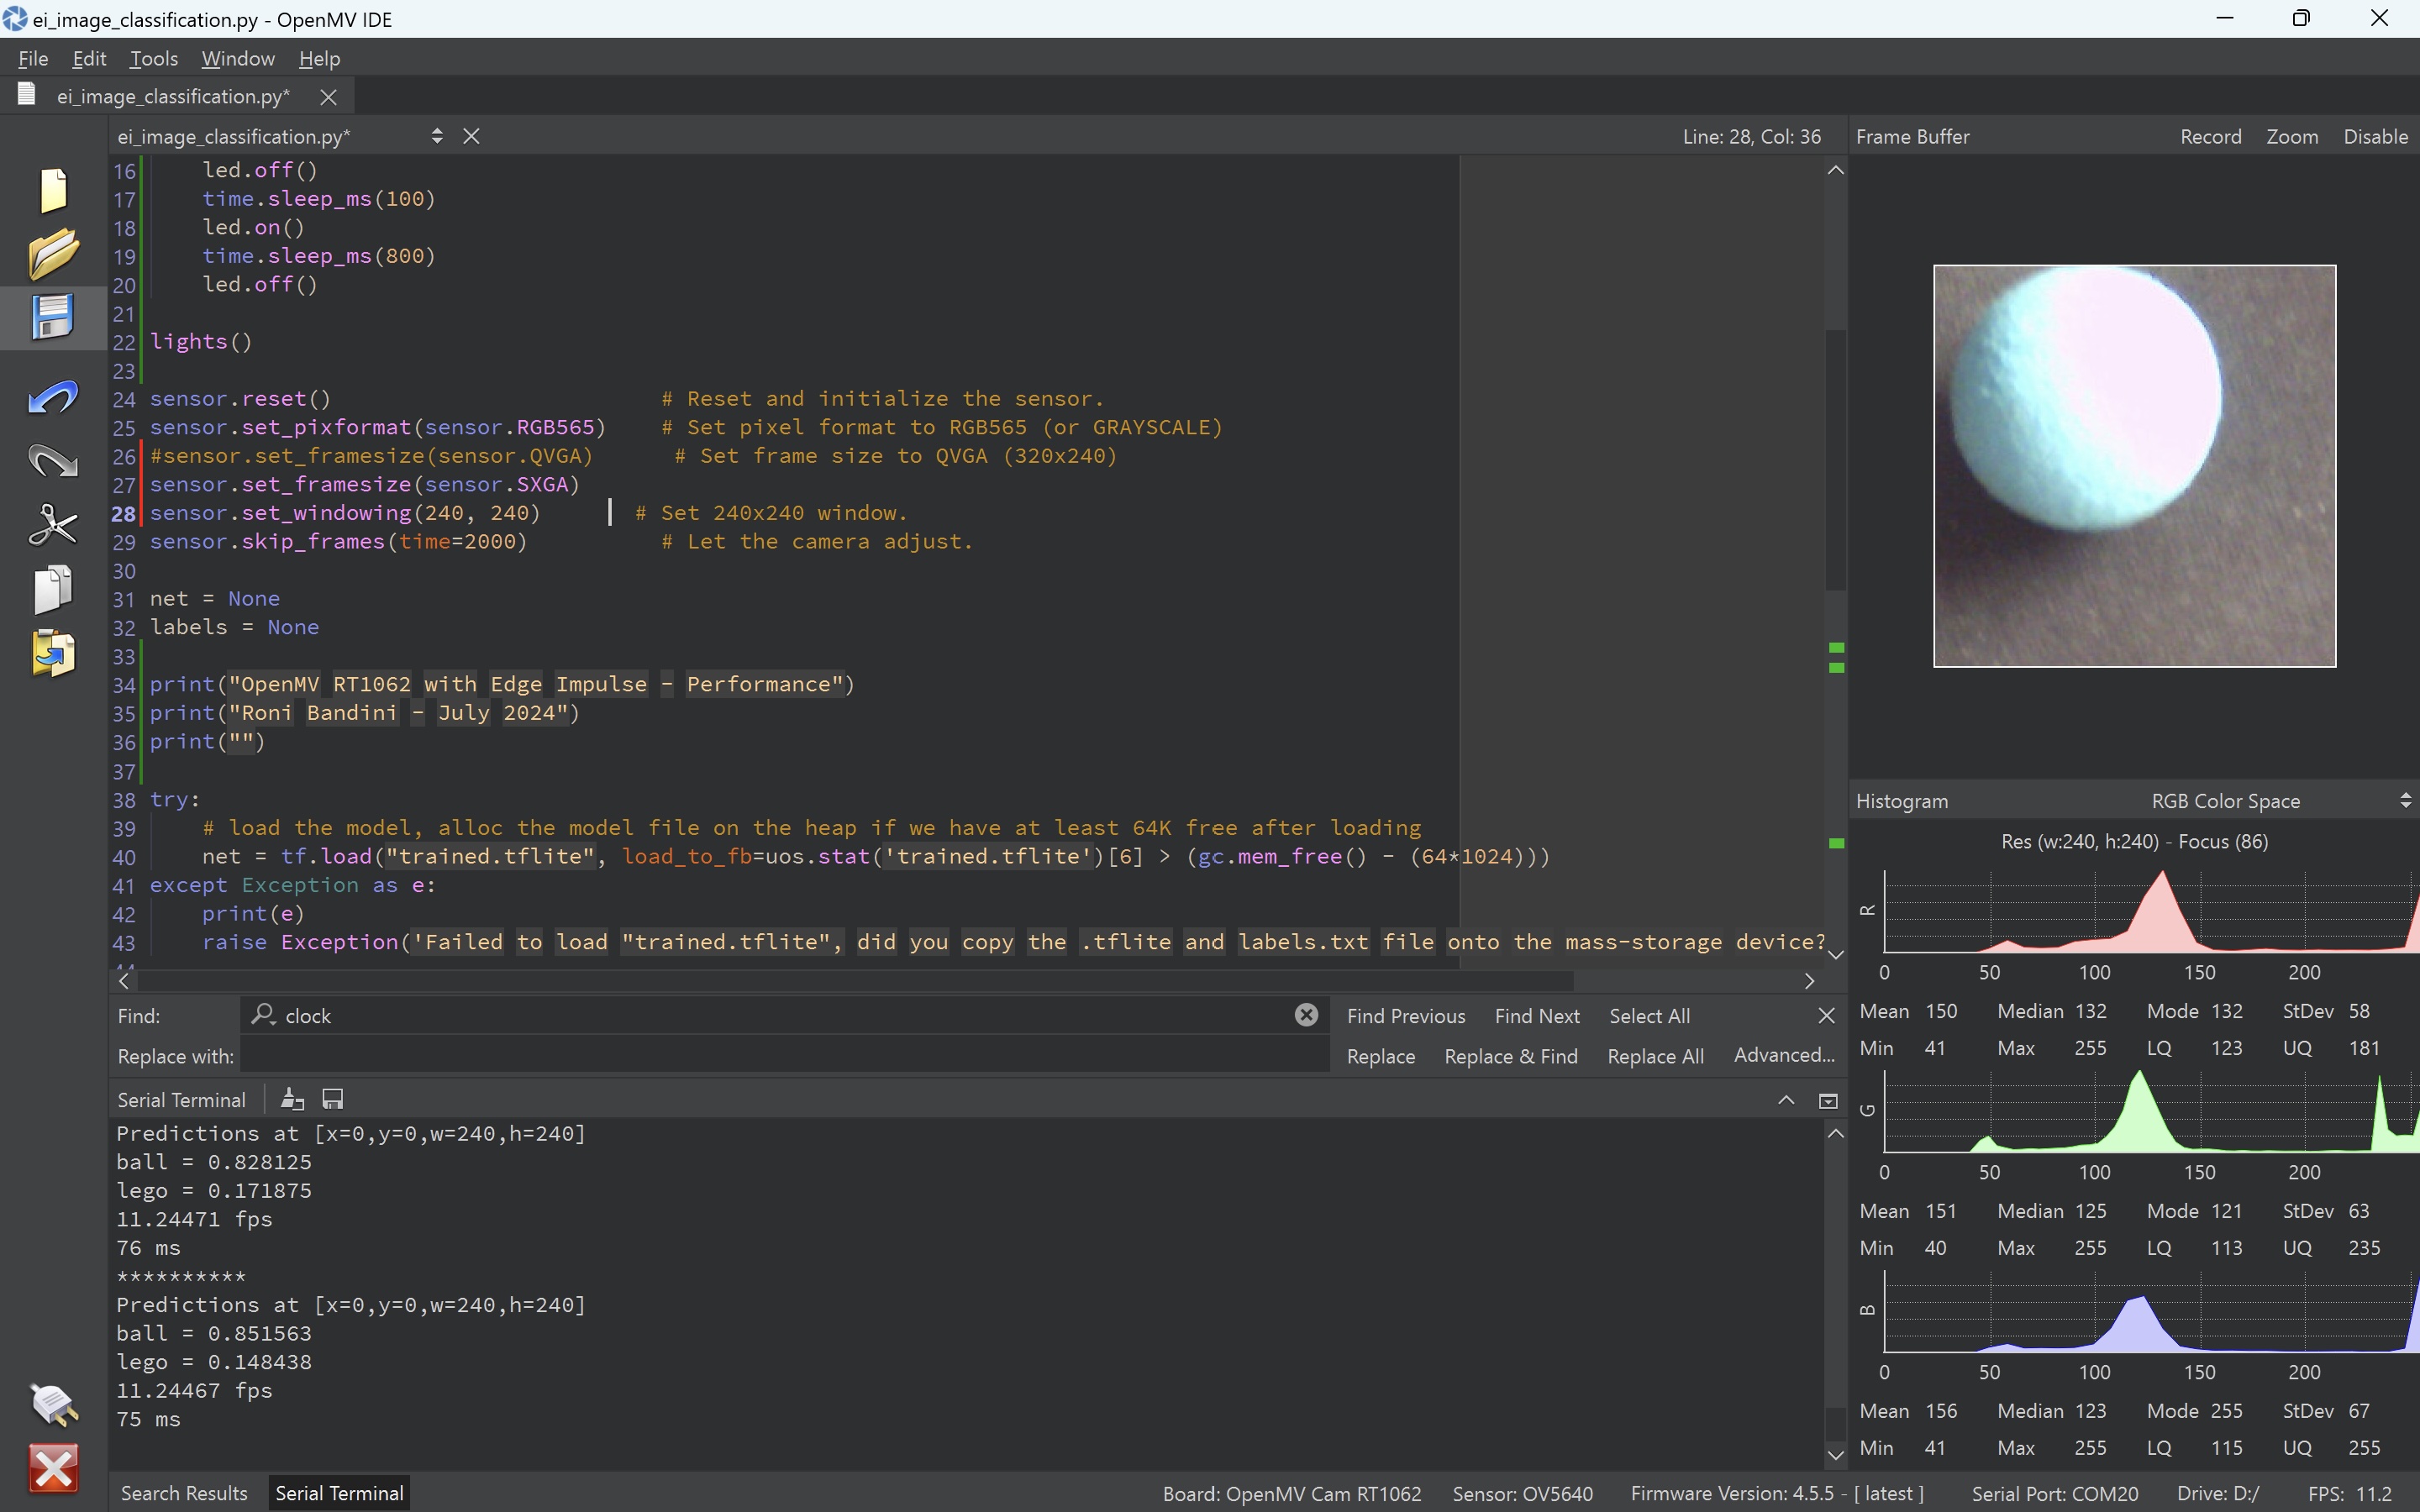 ei_image_classification.py - OpenMV IDE
File Edit Tools Window Help
ei_image_classification.py*
ei_image_classification.py* Line: 28, Col: 36
16 led.off()
17 time.sleep_ms(100)
18 led.on()
19 time.sleep_ms(800)
20 led.off()
21
22 lights()
23
24 sensor.reset() # Reset and initialize the sensor.
25 sensor.set_pixformat(sensor.RGB565) # Set pixel format to RGB565 (or GRAYSCALE)
26 #sensor.set_framesize(sensor.QVGA) # Set frame size to QVGA (320x240)
27 sensor.set_framesize(sensor.SXGA)
28 sensor.set_windowing(240, 240) # Set 240x240 window.
29 sensor.skip_frames(time=2000) # Let the camera adjust.
30
31 net = None
32 labels = None
33
34 print("OpenMV RT1062 with Edge Impulse - Performance")
35 print("Roni Bandini - July 2024")
36 print("")
37
38 try:
39 # load the model, alloc the model file on the heap if we have at least 64K free after loading
40 net = tf.load("trained.tflite", load_to_fb=uos.stat('trained.tflite')[6] > (gc.mem_free() - (64*1024)))
41 except Exception as e:
42 print(e)
43 raise Exception('Failed to load "trained.tflite", did you copy the .tflite and labels.txt file onto the mass-storage device?
44
Find: clock Find Previous Find Next Select All
Replace with: Replace Replace & Find Replace All Advanced...
Serial Terminal
Predictions at [x=0,y=0,w=240,h=240]
ball = 0.828125
lego = 0.171875
11.24471 fps
76 ms
**********
Predictions at [x=0,y=0,w=240,h=240]
ball = 0.851563
lego = 0.148438
11.24467 fps
75 ms
Frame Buffer Record Zoom Disable
Histogram RGB Color Space
Res (w:240, h:240) - Focus (86)
R
0 50 100 150 200
Mean 150 Median 132 Mode 132 StDev 58
Min 41 Max 255 LQ 123 UQ 181
G
0 50 100 150 200
Mean 151 Median 125 Mode 121 StDev 63
Min 40 Max 255 LQ 113 UQ 235
B
0 50 100 150 200
Mean 156 Median 123 Mode 255 StDev 67
Min 41 Max 255 LQ 115 UQ 255
Search Results Serial Terminal Board: OpenMV Cam RT1062 Sensor: OV5640 Firmware Version: 4.5.5 - [ latest ] Serial Port: COM20 Drive: D:/ FPS: 11.2